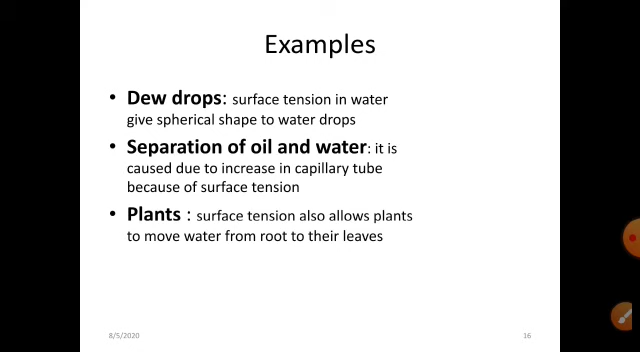 Examples
• Dew drops: surface tension in water
give spherical shape to water drops
• Separation of oil and water: it is
caused due to increase in capillary tube
because of surface tension
• Plants : surface tension also allows plants
to move water from root to their leaves
8/5/2020
16